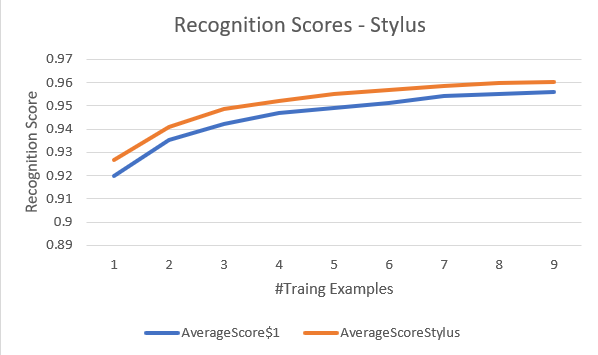 Recognition Scores - Stylus
0.97
0.96
0.95
0.94
0.93
0.92
0.91
0.9
0.89
Recognition Score
1 2 3 4 5 6 7 8 9
#Traing Examples
AverageScore$1 AverageScoreStylus